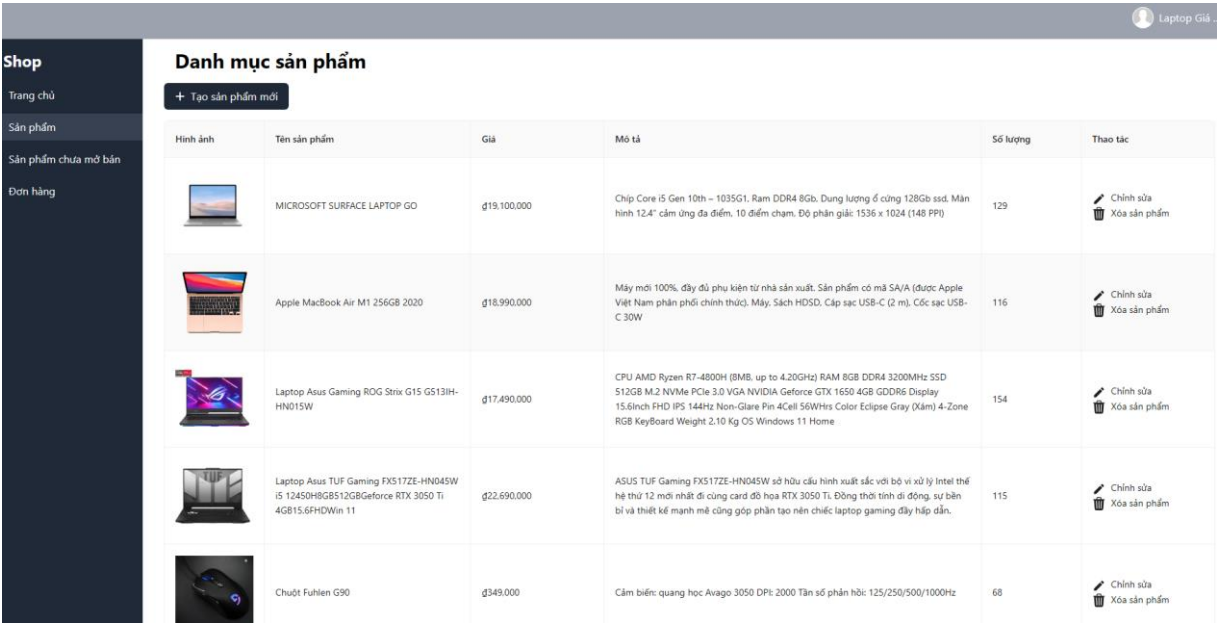 Laptop Giá ...
Shop
Trang chủ
Sản phẩm
Sản phẩm chưa mở bán
Đơn hàng
Danh mục sản phẩm
+ Tạo sản phẩm mới
Hình ảnh Tên sản phẩm Giá Mô tả Số lượng Thao tác
MICROSOFT SURFACE LAPTOP GO
₫19,100,000
Chip Core i5 Gen 10th – 1035G1, Ram DDR4 8Gb, Dung lượng ổ cứng 128Gb ssd, Màn
hình 12.4" cảm ứng đa điểm, 10 điểm chạm, Độ phân giải: 1536 x 1024 (148 PPI)
129
Chỉnh sửa
Xóa sản phẩm
Apple MacBook Air M1 256GB 2020
₫18,990,000
Máy mới 100%, đầy đủ phụ kiện từ nhà sản xuất. Sản phẩm có mã SA/A (được Apple
Việt Nam phân phối chính thức). Máy, Sách HDSD, Cáp sạc USB-C (2 m), Cốc sạc USB-
C 30W
116
Chỉnh sửa
Xóa sản phẩm
Laptop Asus Gaming ROG Strix G15 G513IH-
HN015W
₫17,490,000
CPU AMD Ryzen R7-4800H (8MB, up to 4.20GHz) RAM 8GB DDR4 3200MHz SSD
512GB M.2 NVMe PCIe 3.0 VGA NVIDIA Geforce GTX 1650 4GB GDDR6 Display
15.6Inch FHD IPS 144Hz Non-Glare Pin 4Cell 56WHrs Color Eclipse Gray (Xám) 4-Zone
RGB KeyBoard Weight 2.10 Kg OS Windows 11 Home
154
Chỉnh sửa
Xóa sản phẩm
TUF
Laptop Asus TUF Gaming FX517ZE-HN045W
i5 12450H8GB512GBGeforce RTX 3050 Ti
4GB15.6FHDWin 11
₫22,690,000
ASUS TUF Gaming FX517ZE-HN045W sở hữu cấu hình xuất sắc với bộ vi xử lý Intel thế
hệ thứ 12 mới nhất đi cùng card đồ họa RTX 3050 Ti. Đồng thời tính di động, sự bền
bỉ và thiết kế mạnh mẽ cũng góp phần tạo nên chiếc laptop gaming đầy hấp dẫn.
115
Chỉnh sửa
Xóa sản phẩm
Chuột Fuhlen G90
₫349,000
Cảm biến: quang học Avago 3050 DPI: 2000 Tần số phản hồi: 125/250/500/1000Hz
68
Chỉnh sửa
Xóa sản phẩm